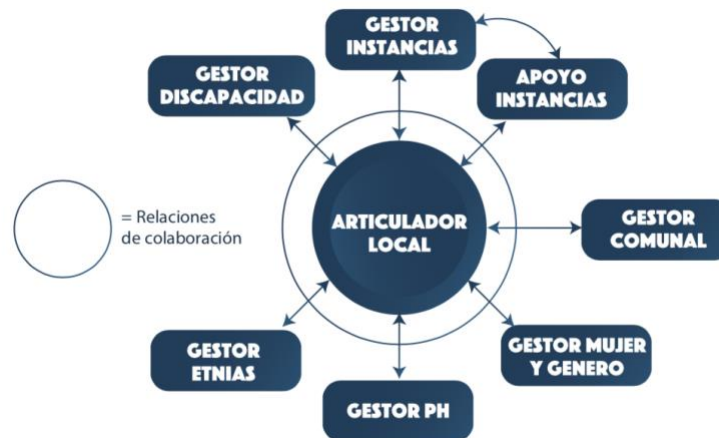 GESTOR
INSTANCIAS
GESTOR
DISCAPACIDAD
APOYO
INSTANCIAS
= Relaciones
de colaboración
ARTICULADOR
LOCAL
GESTOR
COMUNAL
GESTOR
ETNIAS
GESTOR MUJER
Y GENERO
GESTOR PH